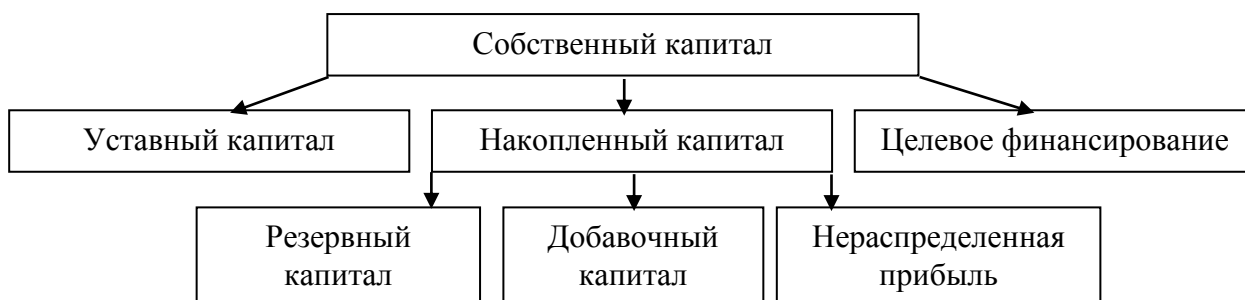 Собственный капитал
Уставный капитал
Накопленный капитал
Целевое финансирование
Резервный
капитал
Добавочный
капитал
Нераспределенная
прибыль